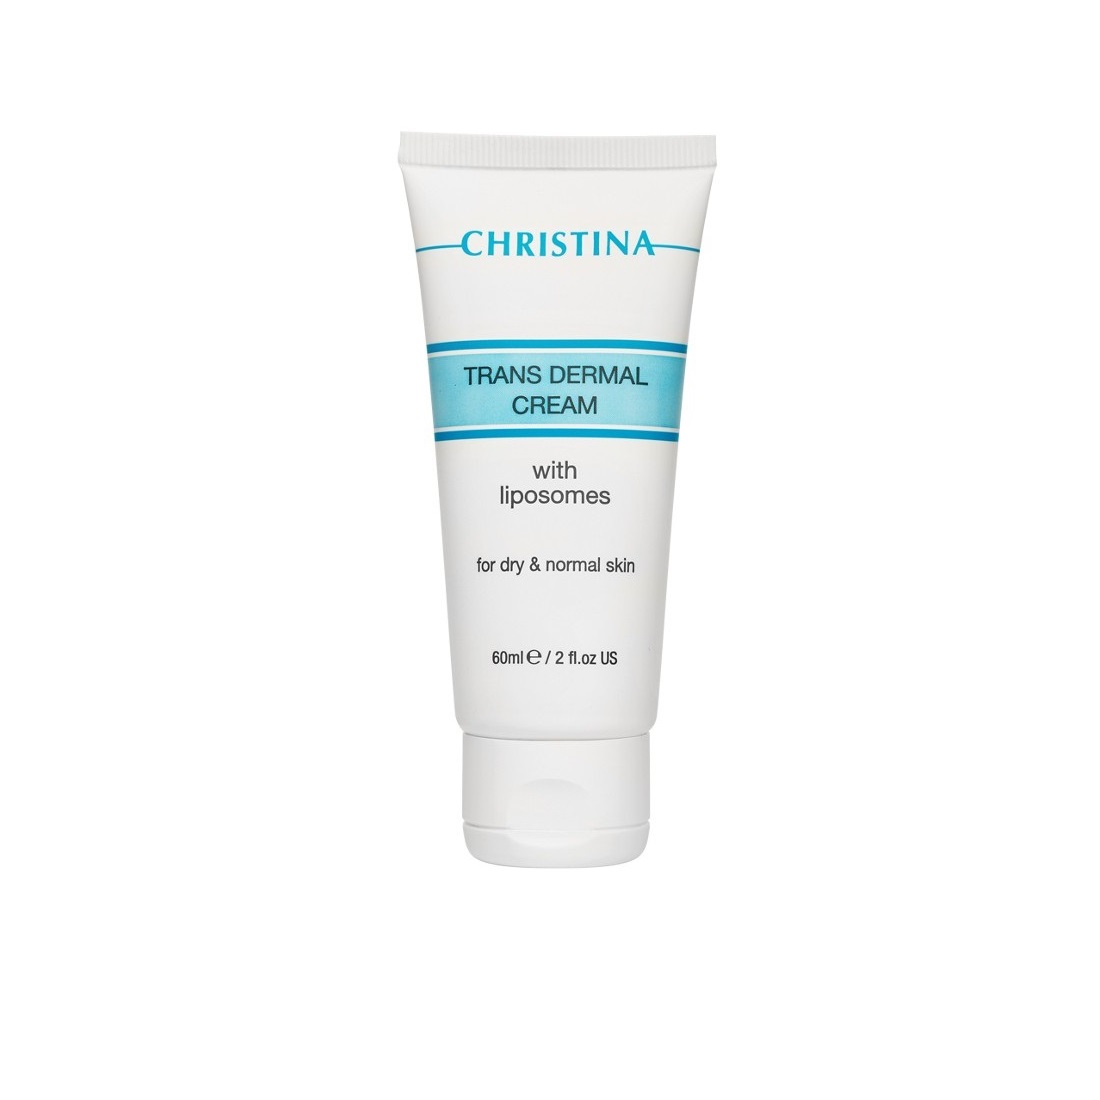 CHRISTINA
TRANS DERMAL
CREAM
with
liposomes
for dry & normal skin
60ml℮ / 2 fl.oz US